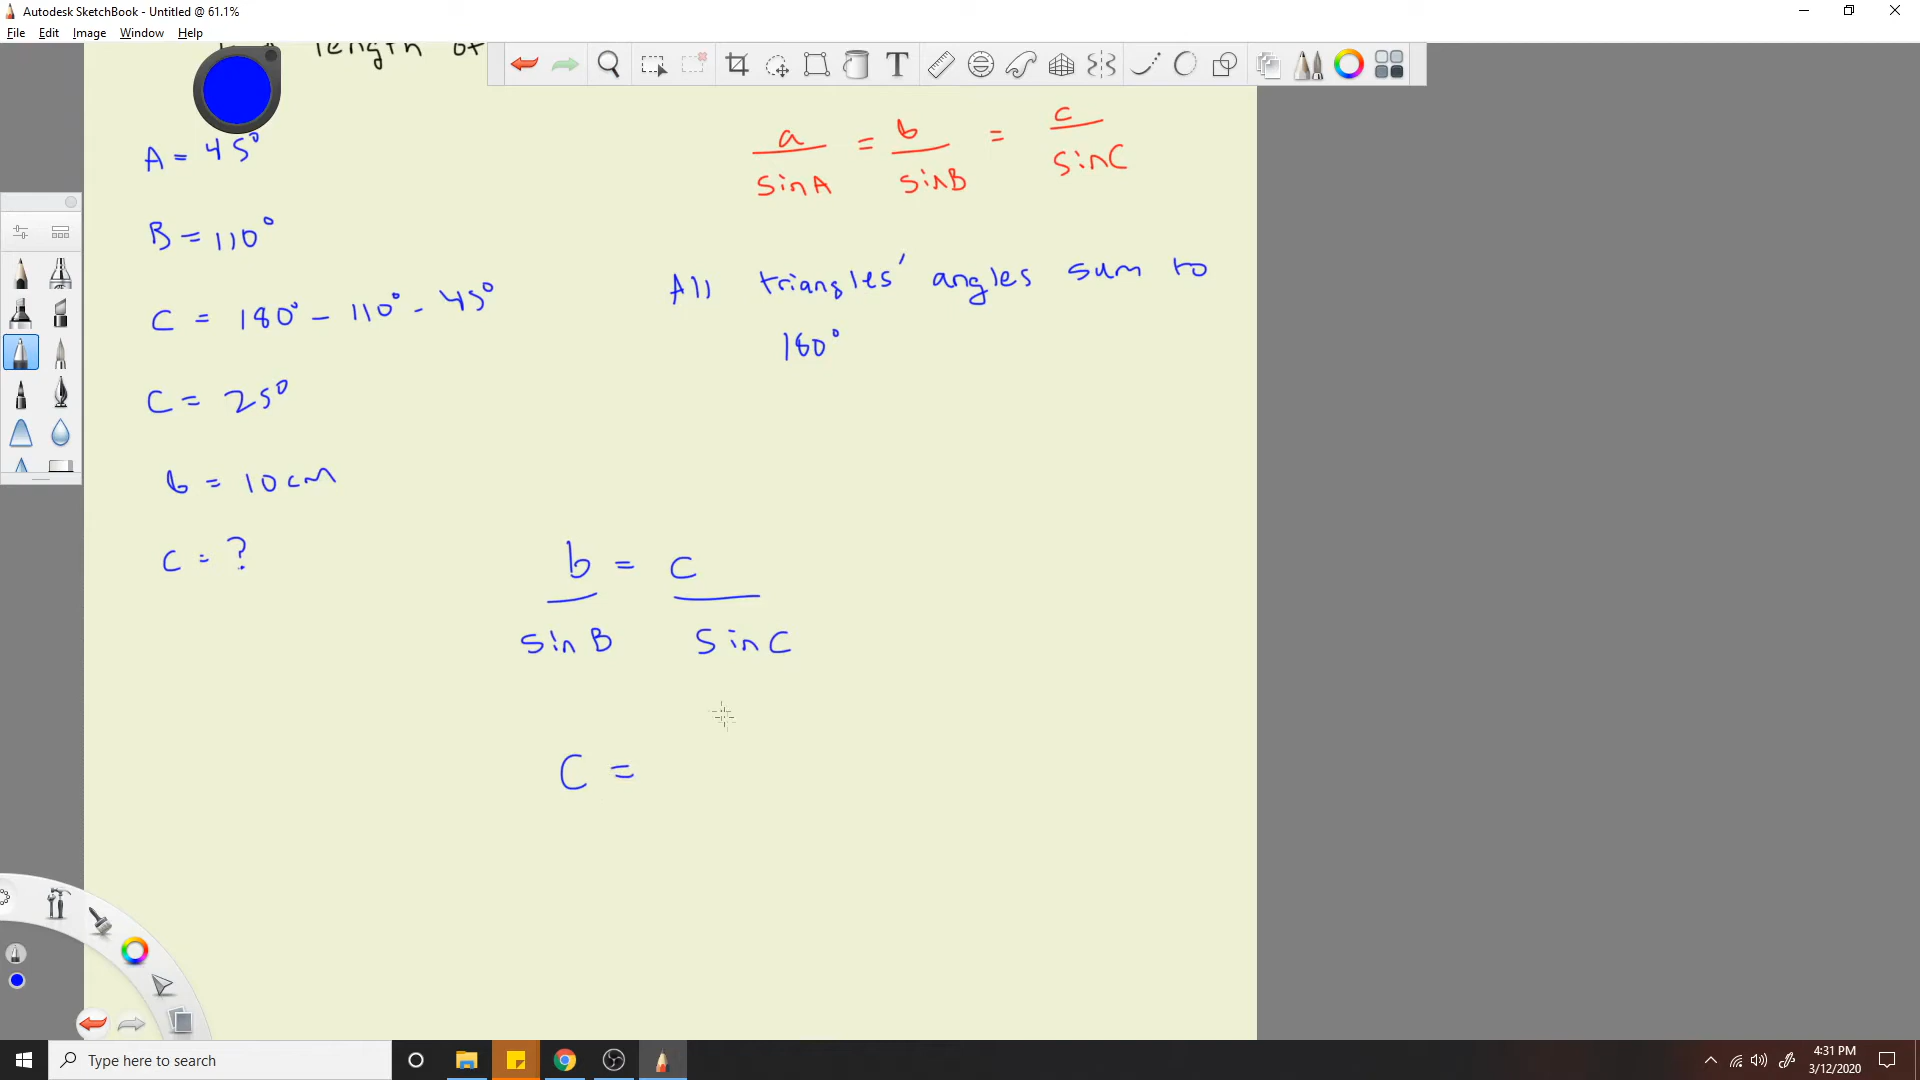 Autodesk SketchBook - Untitled @ 61.1%
File Edit Image Window Help
length of
T
a/sinA = b/sinB = c/sinC
A = 45°
B = 110°
All triangles' angles sum to
180°
C = 180° - 110° - 45°
C = 25°
b = 10cm
c = ?
b = c
sinB sinC
C =
Type here to search
4:31 PM
3/12/2020